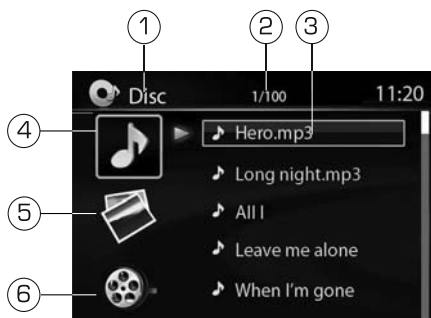 1 2 3
Disc 1/100 11:20
4 Hero.mp3
Long night.mp3
5 All I
Leave me alone
6 When I'm gone